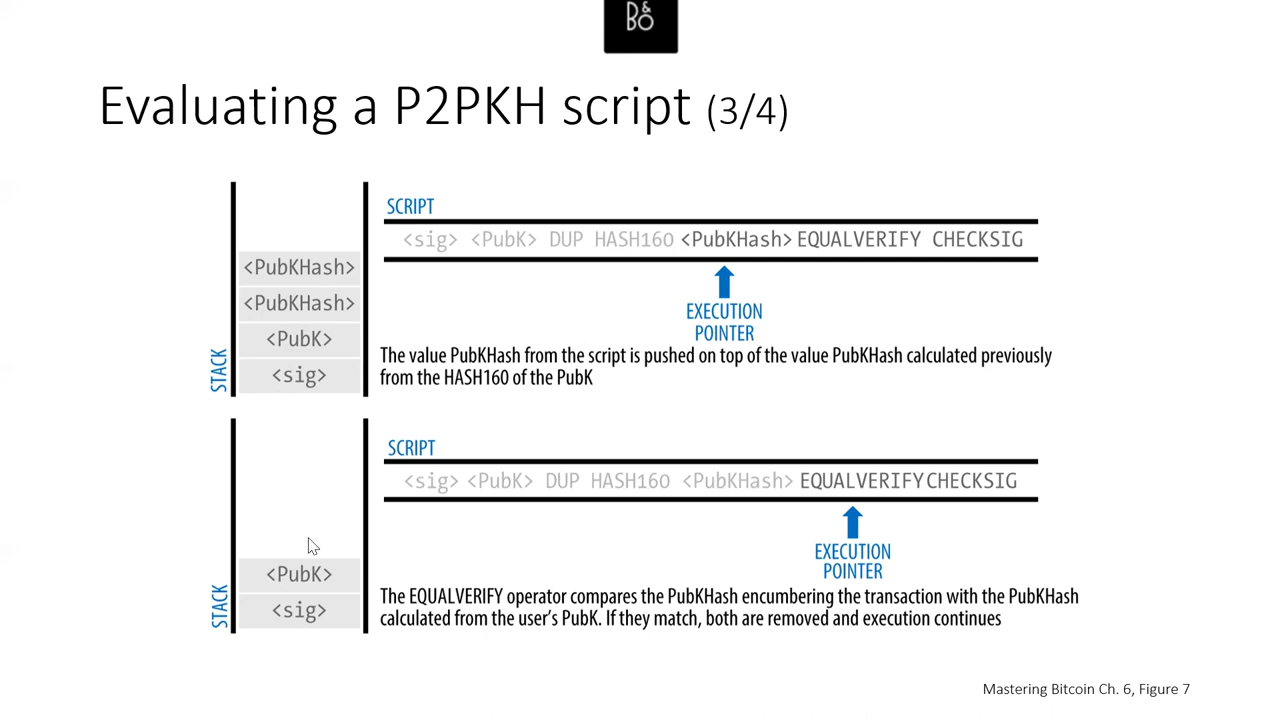 B&O
Evaluating a P2PKH script (3/4)
SCRIPT
<sig> <PubK> DUP HASH160 <PubKHash> EQUALVERIFY CHECKSIG
<PubKHash>
<PubKHash>
<PubK>
<sig>
STACK
EXECUTION
POINTER
The value PubKHash from the script is pushed on top of the value PubKHash calculated previously
from the HASH160 of the PubK
SCRIPT
<sig> <PubK> DUP HASH160 <PubKHash> EQUALVERIFY CHECKSIG
<PubK>
<sig>
STACK
EXECUTION
POINTER
The EQUALVERIFY operator compares the PubKHash encumbering the transaction with the PubKHash
calculated from the user’s PubK. If they match, both are removed and execution continues
Mastering Bitcoin Ch. 6, Figure 7